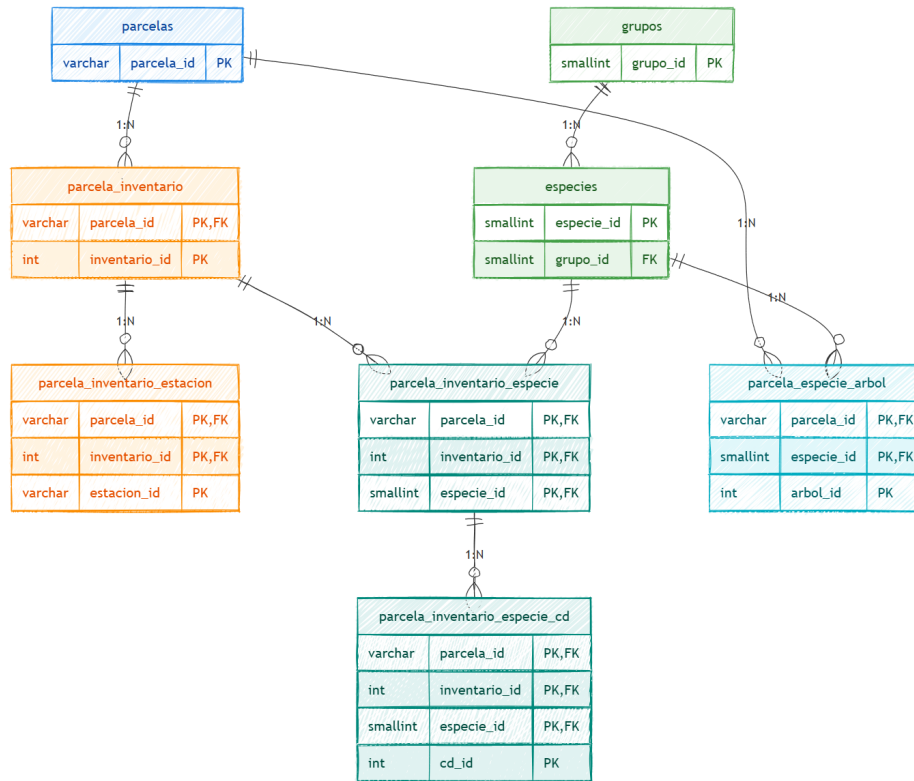 parcelas
varchar parcela_id PK
grupos
smallint grupo_id PK
1:N
1:N
parcela_inventario
varchar parcela_id PK,FK
int inventario_id PK
especies
smallint especie_id PK
smallint grupo_id FK
1:N
1:N
1:N
1:N
1:N
parcela_inventario_estacion
varchar parcela_id PK,FK
int inventario_id PK,FK
varchar estacion_id PK
parcela_inventario_especie
varchar parcela_id PK,FK
int inventario_id PK,FK
smallint especie_id PK,FK
parcela_especie_arbol
varchar parcela_id PK,FK
smallint especie_id PK,FK
int arbol_id PK
1:N
parcela_inventario_especie_cd
varchar parcela_id PK,FK
int inventario_id PK,FK
smallint especie_id PK,FK
int cd_id PK